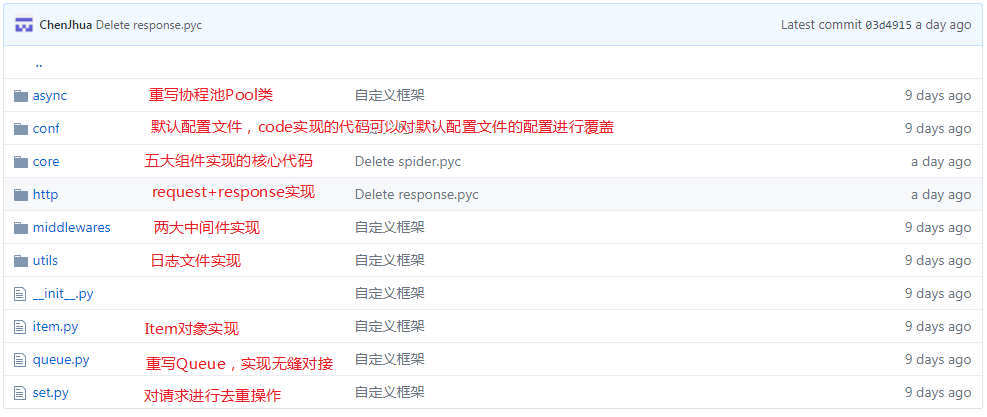 ChenJhua Delete response.pyc Latest commit 03d4915 a day ago
..
async 重写协程池Pool类 自定义框架 9 days ago
conf 默认配置文件，code实现的代码可以对默认配置文件的配置进行覆盖 9 days ago
core 五大组件实现的核心代码 Delete spider.pyc a day ago
http request+response实现 Delete response.pyc a day ago
middlewares 两大中间件实现 自定义框架 9 days ago
utils 日志文件实现 自定义框架 9 days ago
__init__.py 自定义框架 9 days ago
item.py Item对象实现 自定义框架 9 days ago
queue.py 重写Queue，实现无缝对接 自定义框架 9 days ago
set.py 对请求进行去重操作 自定义框架 9 days ago